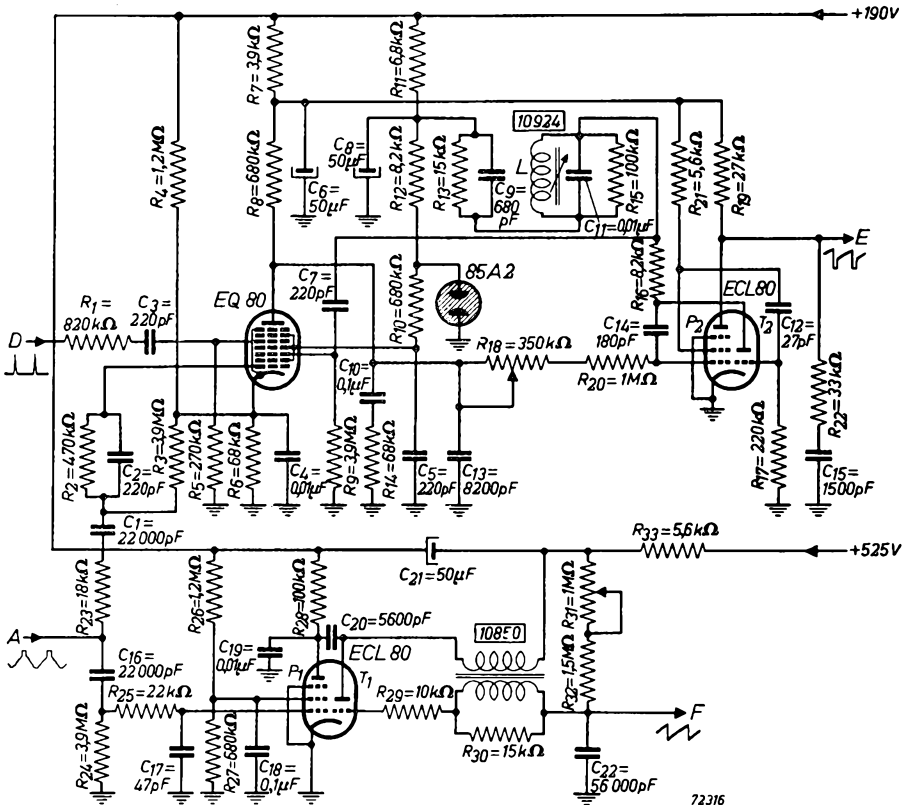 +190V
R7=3,9kΩ
R11=6,8kΩ
R4=1,2MΩ
R8=680kΩ
C6=
50µF
C8=
50µF
R12=8,2kΩ
R13=15kΩ
C9=
680
pF
10924
L
C11=0,01µF
R15=100kΩ
R21=5,6kΩ
R19=27kΩ
E
R1=
820kΩ
C3=
220pF
D
EQ80
C7=
220pF
R10=680kΩ
85A2
R16=8,2kΩ
ECL80
P2
T2
C12=
27pF
C14=
180pF
C10=
0,1µF
R18=350kΩ
R20=1MΩ
R22=33kΩ
R2=470kΩ
C2=
220pF
R3=3,9MΩ
R5=270kΩ
R6=68kΩ
C4=
0,01µF
R9=3,9MΩ
R14=68kΩ
C5=
220pF
C13=
8200pF
R17=220kΩ
C15=
1500pF
C1=
22000pF
R33=5,6kΩ
+525V
C21=50µF
R23=18kΩ
R26=1,2MΩ
R28=100kΩ
C20=5600pF
R31=1MΩ
10850
A
C19=
0,01µF
ECL80
P1
T1
C16=
22000pF
R25=22kΩ
R29=10kΩ
R32=1,5MΩ
F
R30=15kΩ
R24=3,9MΩ
C17=
47pF
R27=680kΩ
C18=
0,1µF
C22=
56000pF
72316